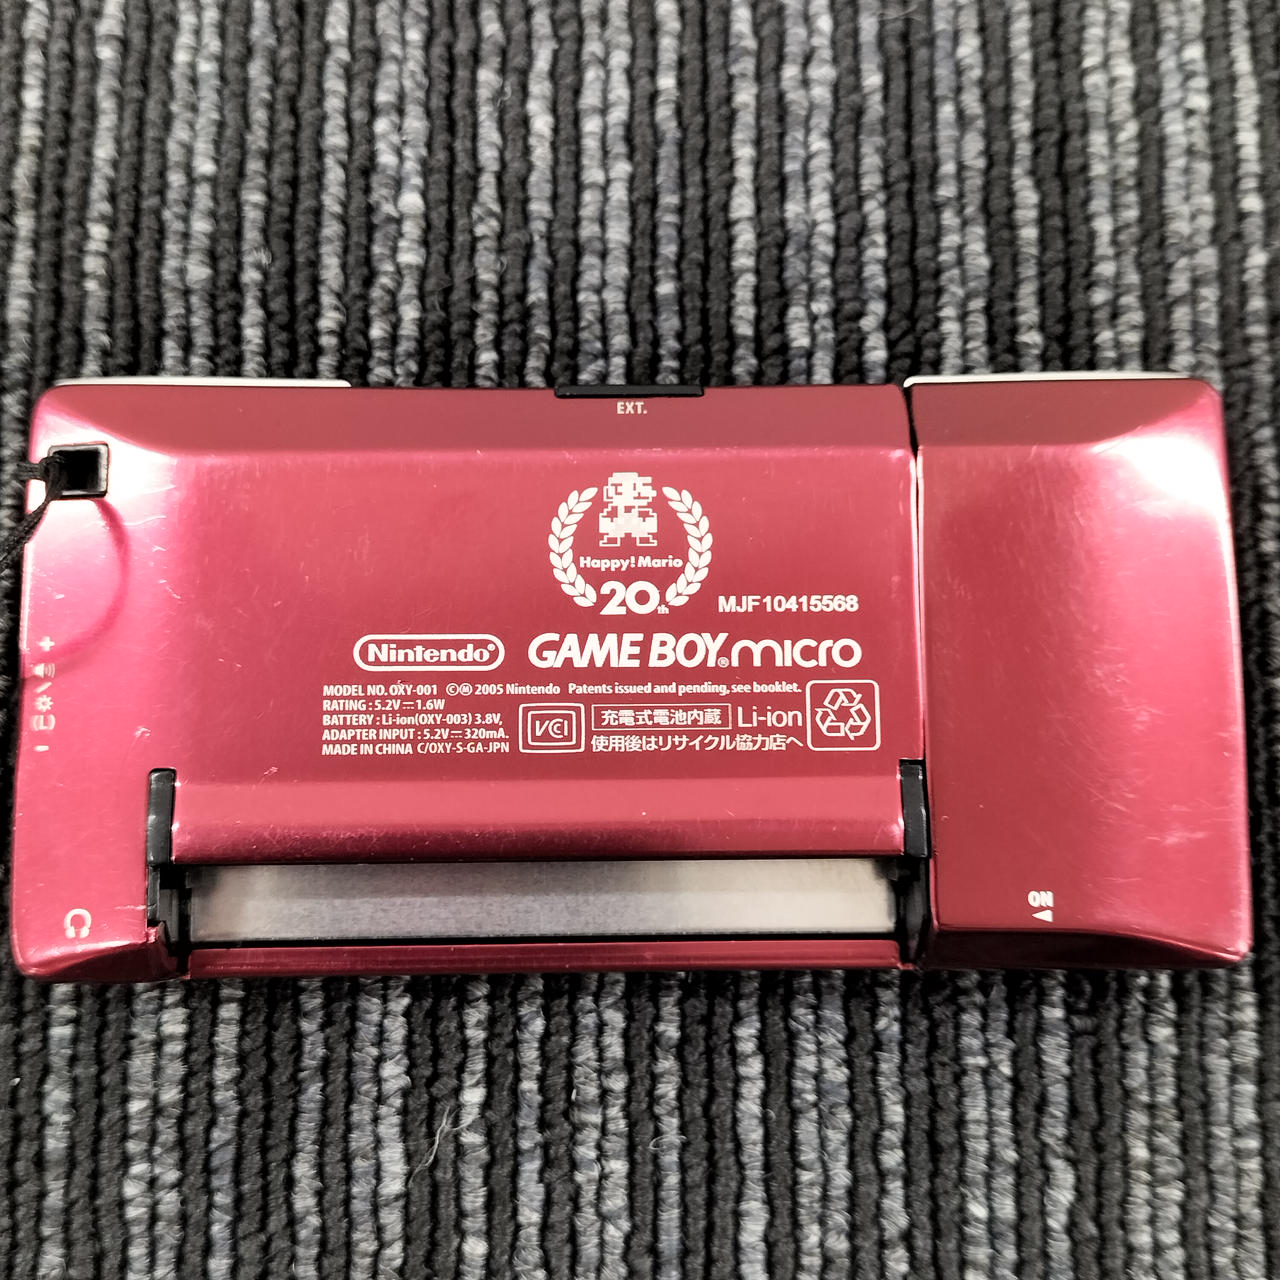 EXT.
Happy! Mario
20th
MJF10415568
Nintendo®
GAME BOY® micro
MODEL NO. OXY-001 ©Ⓜ 2005 Nintendo Patents issued and pending, see booklet.
RATING : 5.2V⎓1.6W
BATTERY : Li-ion(OXY-003) 3.8V,
ADAPTER INPUT : 5.2V⎓320mA.
MADE IN CHINA C/OXY-S-GA-JPN
VCI
充電式電池内蔵 Li-ion
使用後はリサイクル協力店へ
+
L
ON